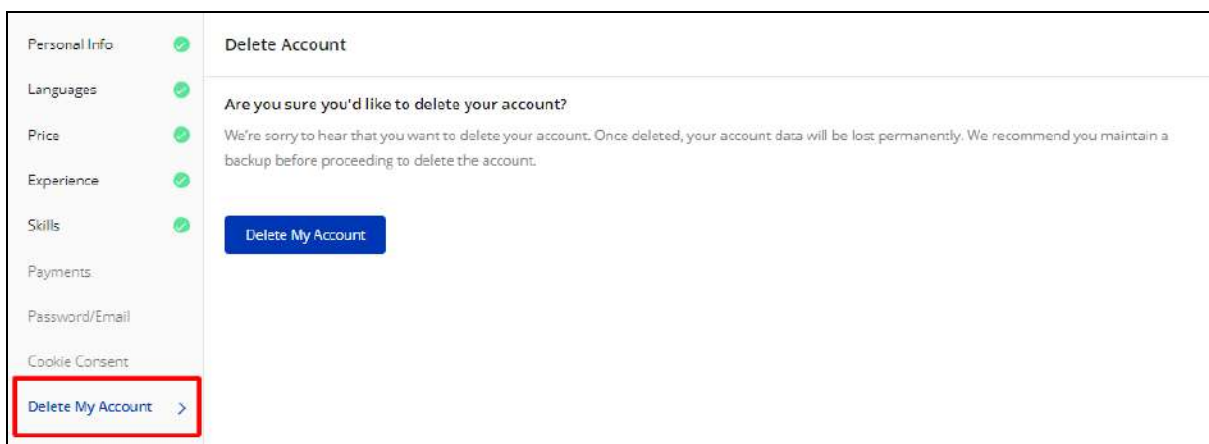 Personal Info
Languages
Price
Experience
Skills
Payments
Password/Email
Cookie Consent
Delete My Account
Delete Account
Are you sure you'd like to delete your account?
We're sorry to hear that you want to delete your account. Once deleted, your account data will be lost permanently. We recommend you maintain a
backup before proceeding to delete the account.
Delete My Account